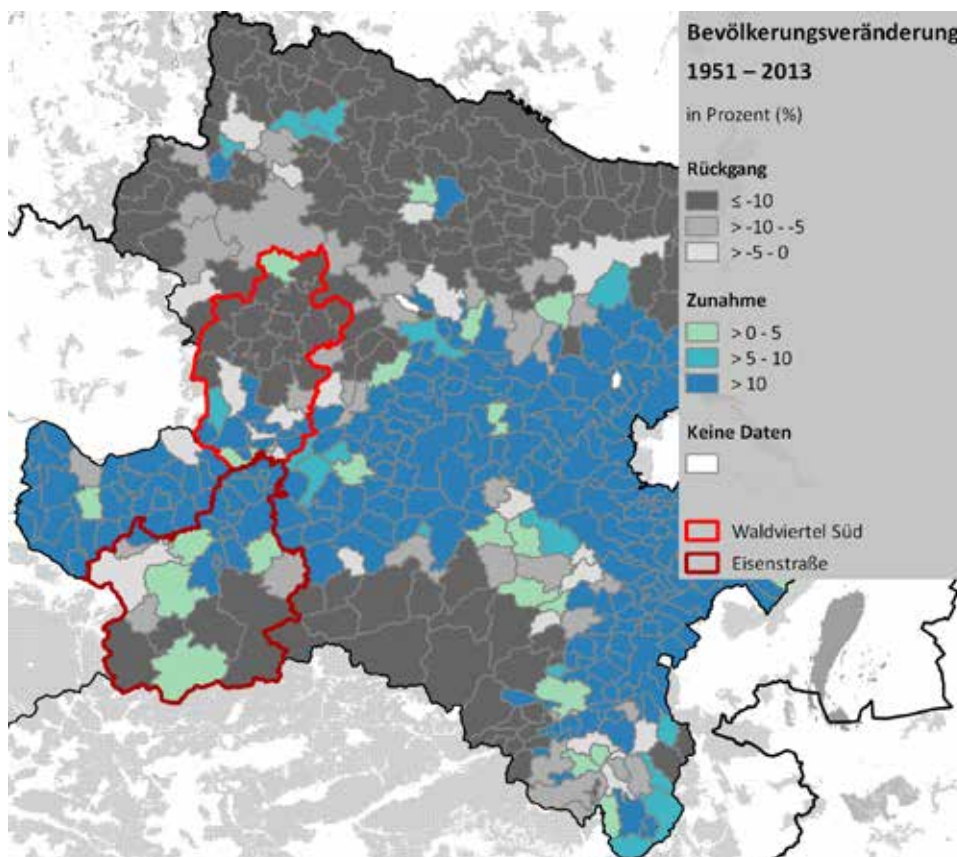 Bevölkerungsveränderung
1951 – 2013
in Prozent (%)
Rückgang
≤ -10
> -10 - -5
> -5 - 0
Zunahme
> 0 - 5
> 5 - 10
> 10
Keine Daten
Waldviertel Süd
Eisenstraße